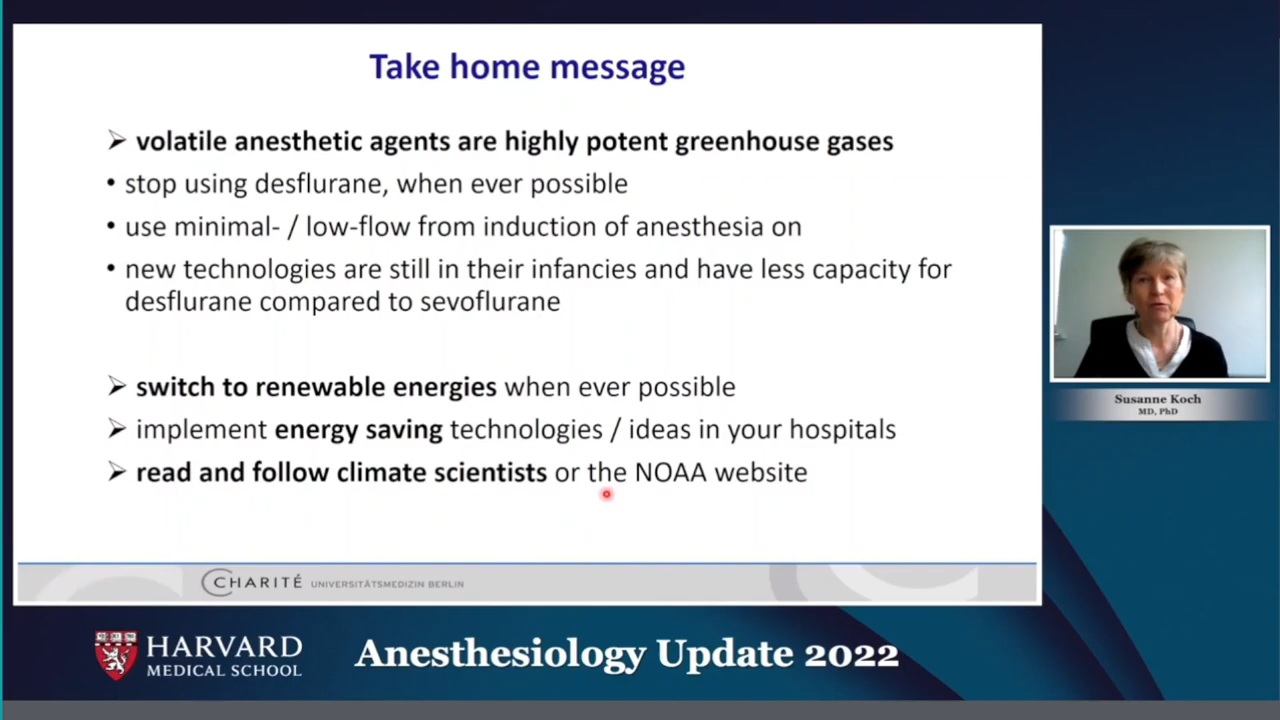 Take home message
➢ volatile anesthetic agents are highly potent greenhouse gases
• stop using desflurane, when ever possible
• use minimal- / low-flow from induction of anesthesia on
• new technologies are still in their infancies and have less capacity for
desflurane compared to sevoflurane
➢ switch to renewable energies when ever possible
➢ implement energy saving technologies / ideas in your hospitals
➢ read and follow climate scientists or the NOAA website
CHARITÉ UNIVERSITÄTSMEDIZIN BERLIN
Susanne Koch
MD, PhD
HARVARD
MEDICAL SCHOOL
Anesthesiology Update 2022